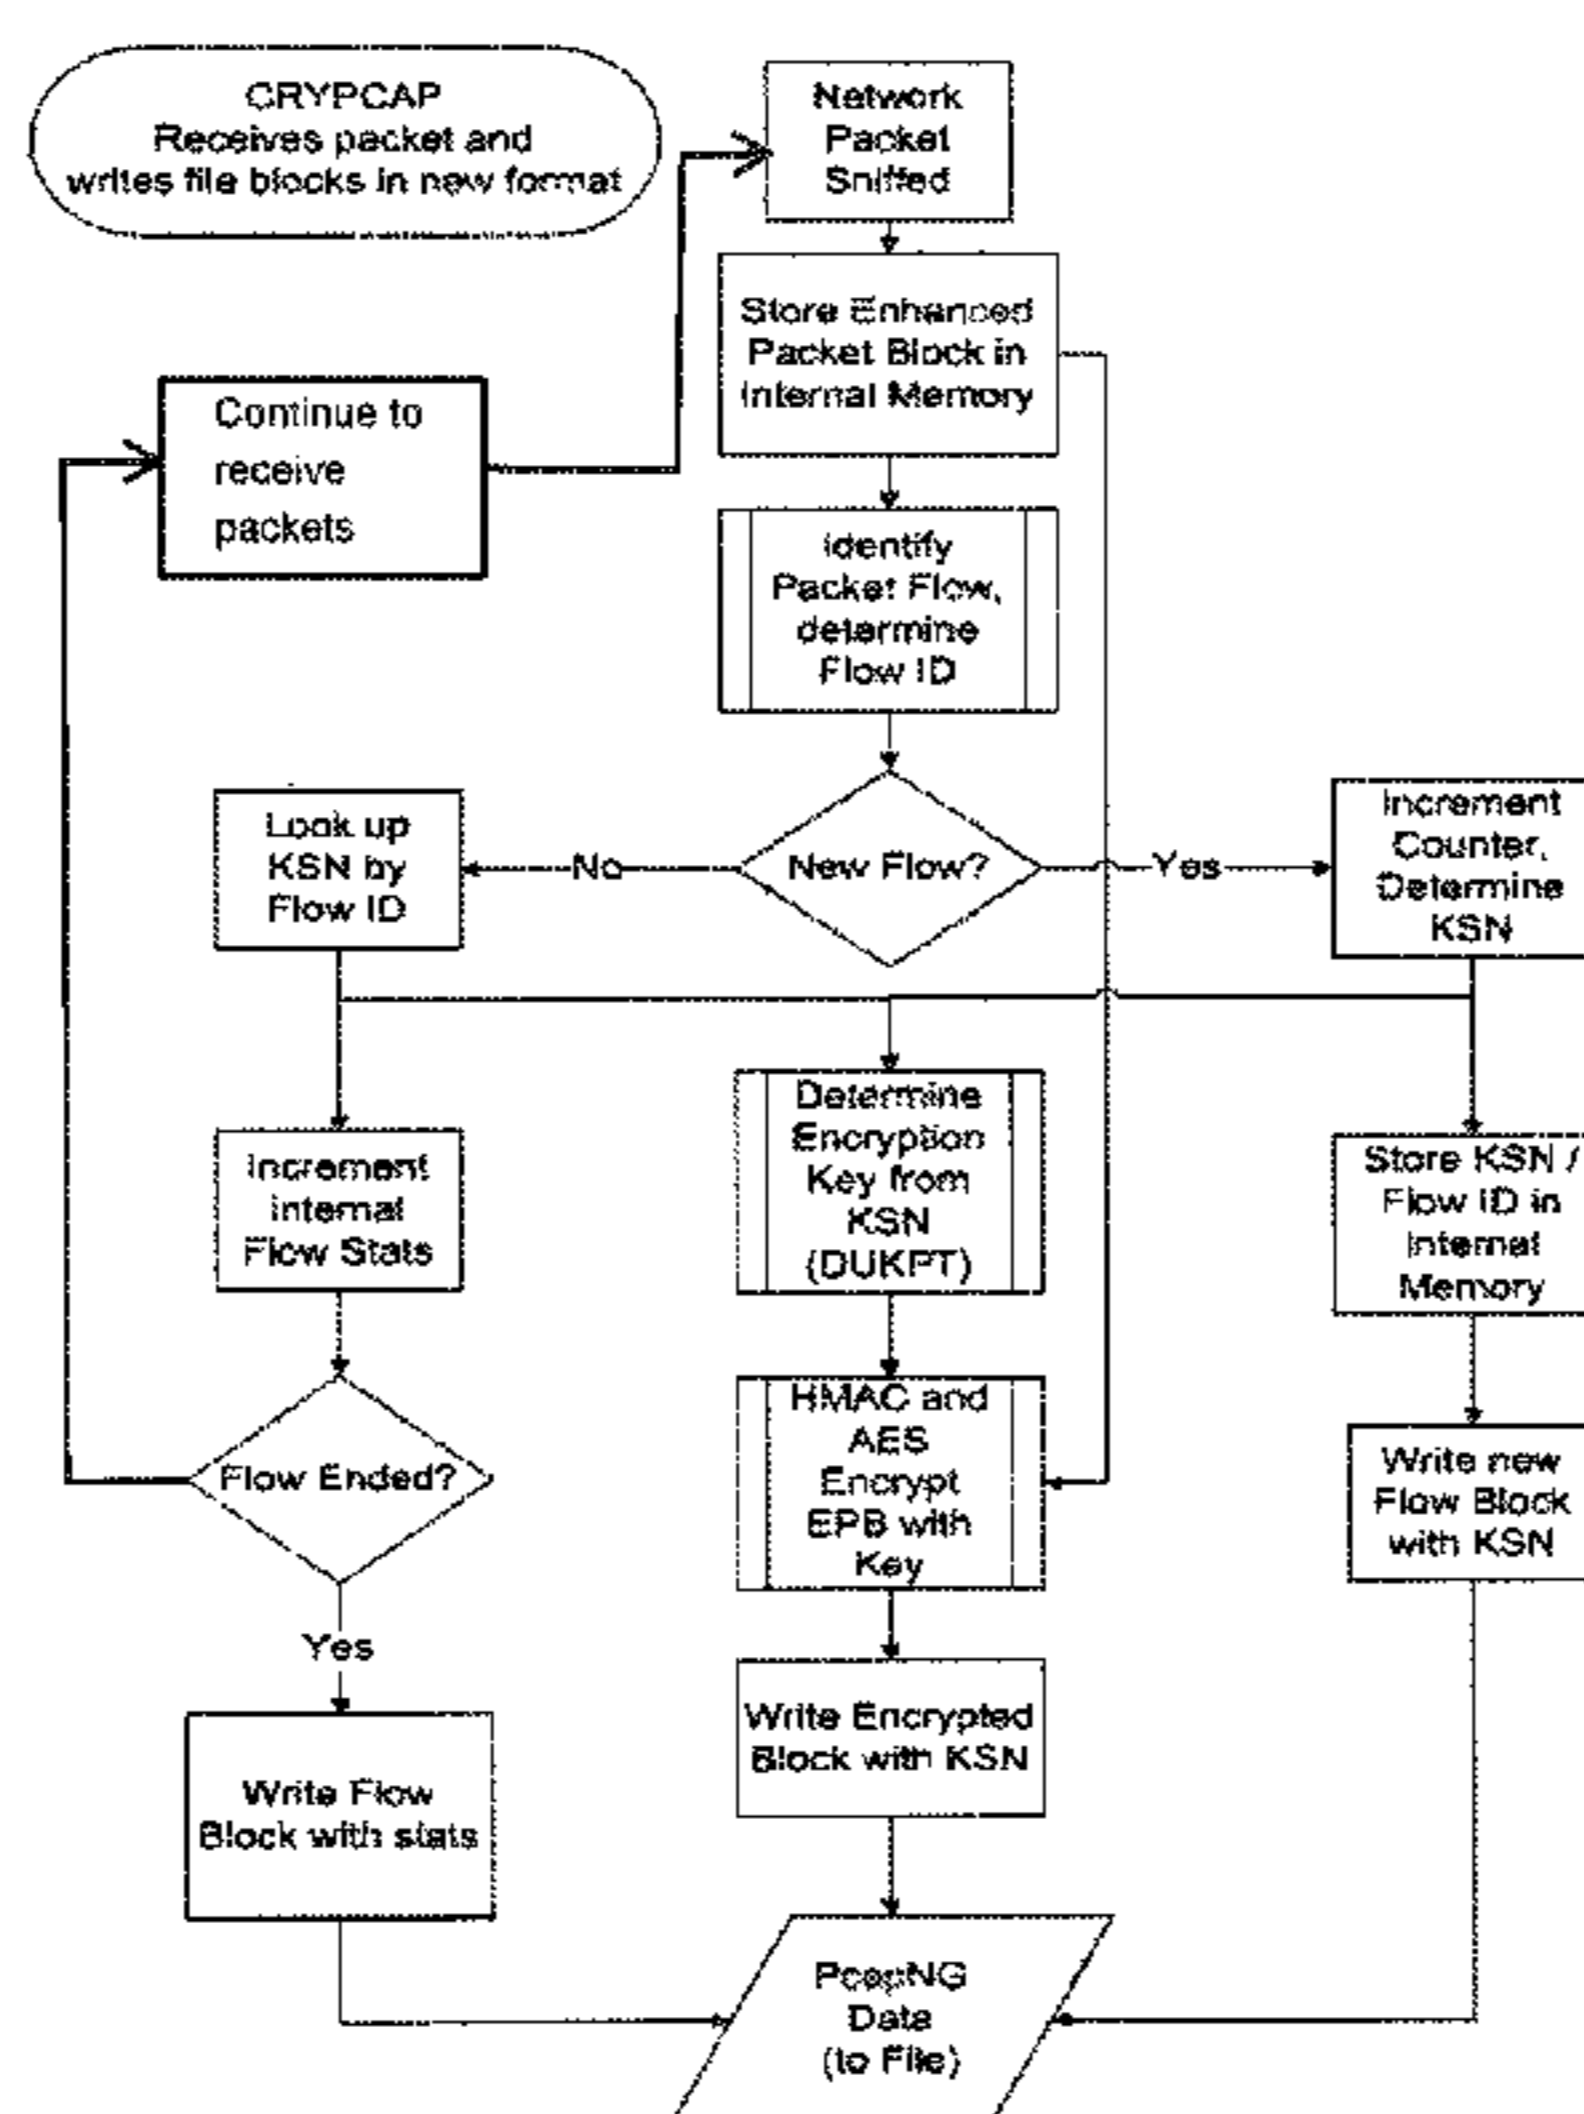 CRYPCAP
Receives packet and
writes file blocks in new format
Network
Packet
Sniffed
Store Enhanced
Packet Block in
Internal Memory
Continue to
receive
packets
Identify
Packet Flow,
determine
Flow ID
New Flow?
No
Yes
Look up
KSN by
Flow ID
Increment
Counter,
Determine
KSN
Determine
Encryption
Key from
KSN
(DUKPT)
Increment
Internal
Flow Stats
Store KSN /
Flow ID in
Internal
Memory
HMAC and
AES
Encrypt
EPB with
Key
Flow Ended?
Write new
Flow Block
with KSN
Yes
Write Encrypted
Block with KSN
Write Flow
Block with stats
PcapNG
Data
(to File)